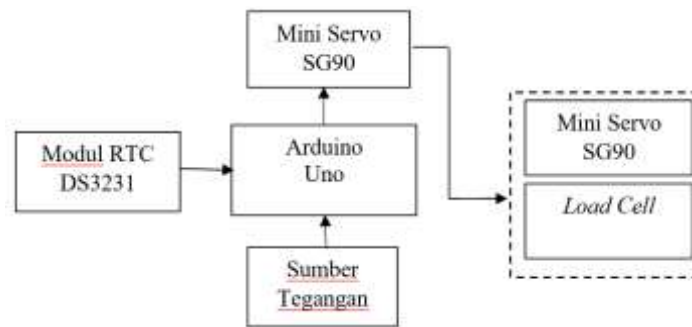 Mini Servo
SG90
Modul RTC
DS3231
Arduino
Uno
Sumber
Tegangan
Mini Servo
SG90
Load Cell